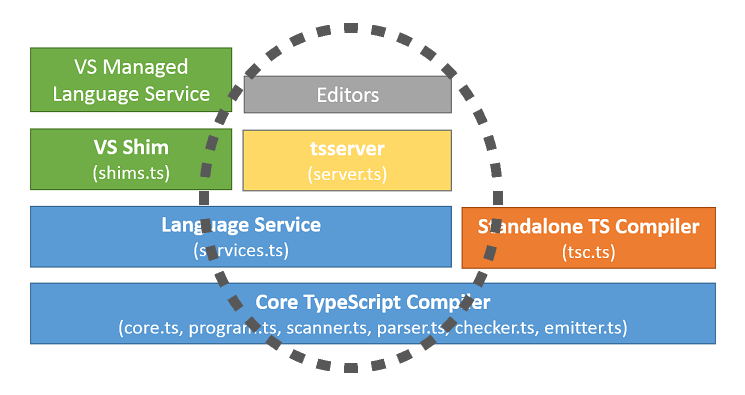 VS Managed
Language Service
Editors
VS Shim
(shims.ts)
tsserver
(server.ts)
Language Service
(services.ts)
Standalone TS Compiler
(tsc.ts)
Core TypeScript Compiler
(core.ts, program.ts, scanner.ts, parser.ts, checker.ts, emitter.ts)